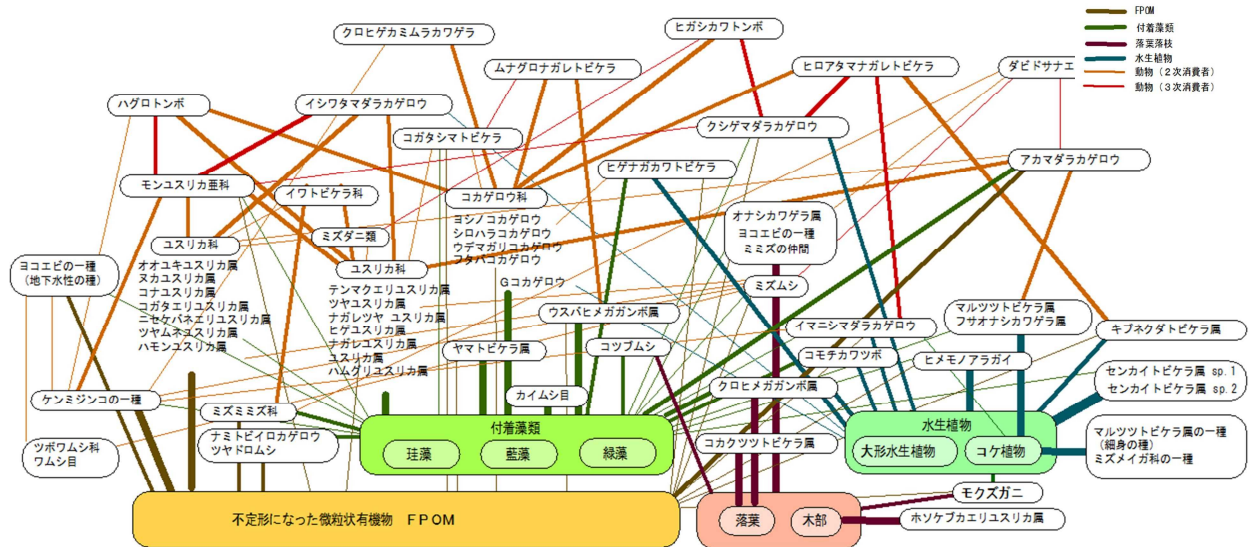 FPOM
付着藻類
落葉落枝
水生植物
動物（2次消費者）
動物（3次消費者）
クロヒゲカミムラカワゲラ
ヒガシカワトンボ
ムナグロナガレトビケラ
ヒロアタマナガレトビケラ
ダビドサナエ
ハグロトンボ
イシワタマダラカゲロウ
コガタシマトビケラ
クシゲマダラカゲロウ
ヒゲナガカワトビケラ
アカマダラカゲロウ
モンユスリカ亜科
イワトビケラ科
コカゲロウ科
ヨシノコカゲロウ
シロハラコカゲロウ
ウデマガリコカゲロウ
フタバコカゲロウ
オナシカワゲラ属
ヨコエビの一種
ミミズの仲間
ミズダニ類
ユスリカ科
オオユキユスリカ属
ヌカユスリカ属
コナユスリカ属
コガタエリユスリカ属
ニセケバネエリユスリカ属
ツヤムネユスリカ属
ハモンユスリカ属
ヨコエビの一種
（地下水性の種）
ユスリカ科
テンマクエリユスリカ属
ツヤユスリカ属
ナガレツヤ ユスリカ属
ヒゲユスリカ属
ナガレユスリカ属
ユスリカ属
ハムグリユスリカ属
Gコカゲロウ
ミズムシ
ウスバヒメガガンボ属
マルツツトビケラ属
フサオナシカワゲラ属
イマニシマダラカゲロウ
キブネクダトビケラ属
ヤマトビケラ属
コツブムシ
コモチカワツボ
ヒメモノアラガイ
センカイトビケラ属 sp.1
センカイトビケラ属 sp.2
ケンミジンコの一種
カイムシ目
クロヒメガガンボ属
ミズミミズ科
ナミトビイロカゲロウ
ツヤドロムシ
付着藻類
珪藻
藍藻
緑藻
コカクツツトビケラ属
水生植物
大形水生植物
コケ植物
マルツツトビケラ属の一種
（細身の種）
ミズメイガ科の一種
ツボワムシ科
ワムシ目
モクズガニ
不定形になった微粒状有機物 FPOM
落葉
木部
ホソケブカエリユスリカ属